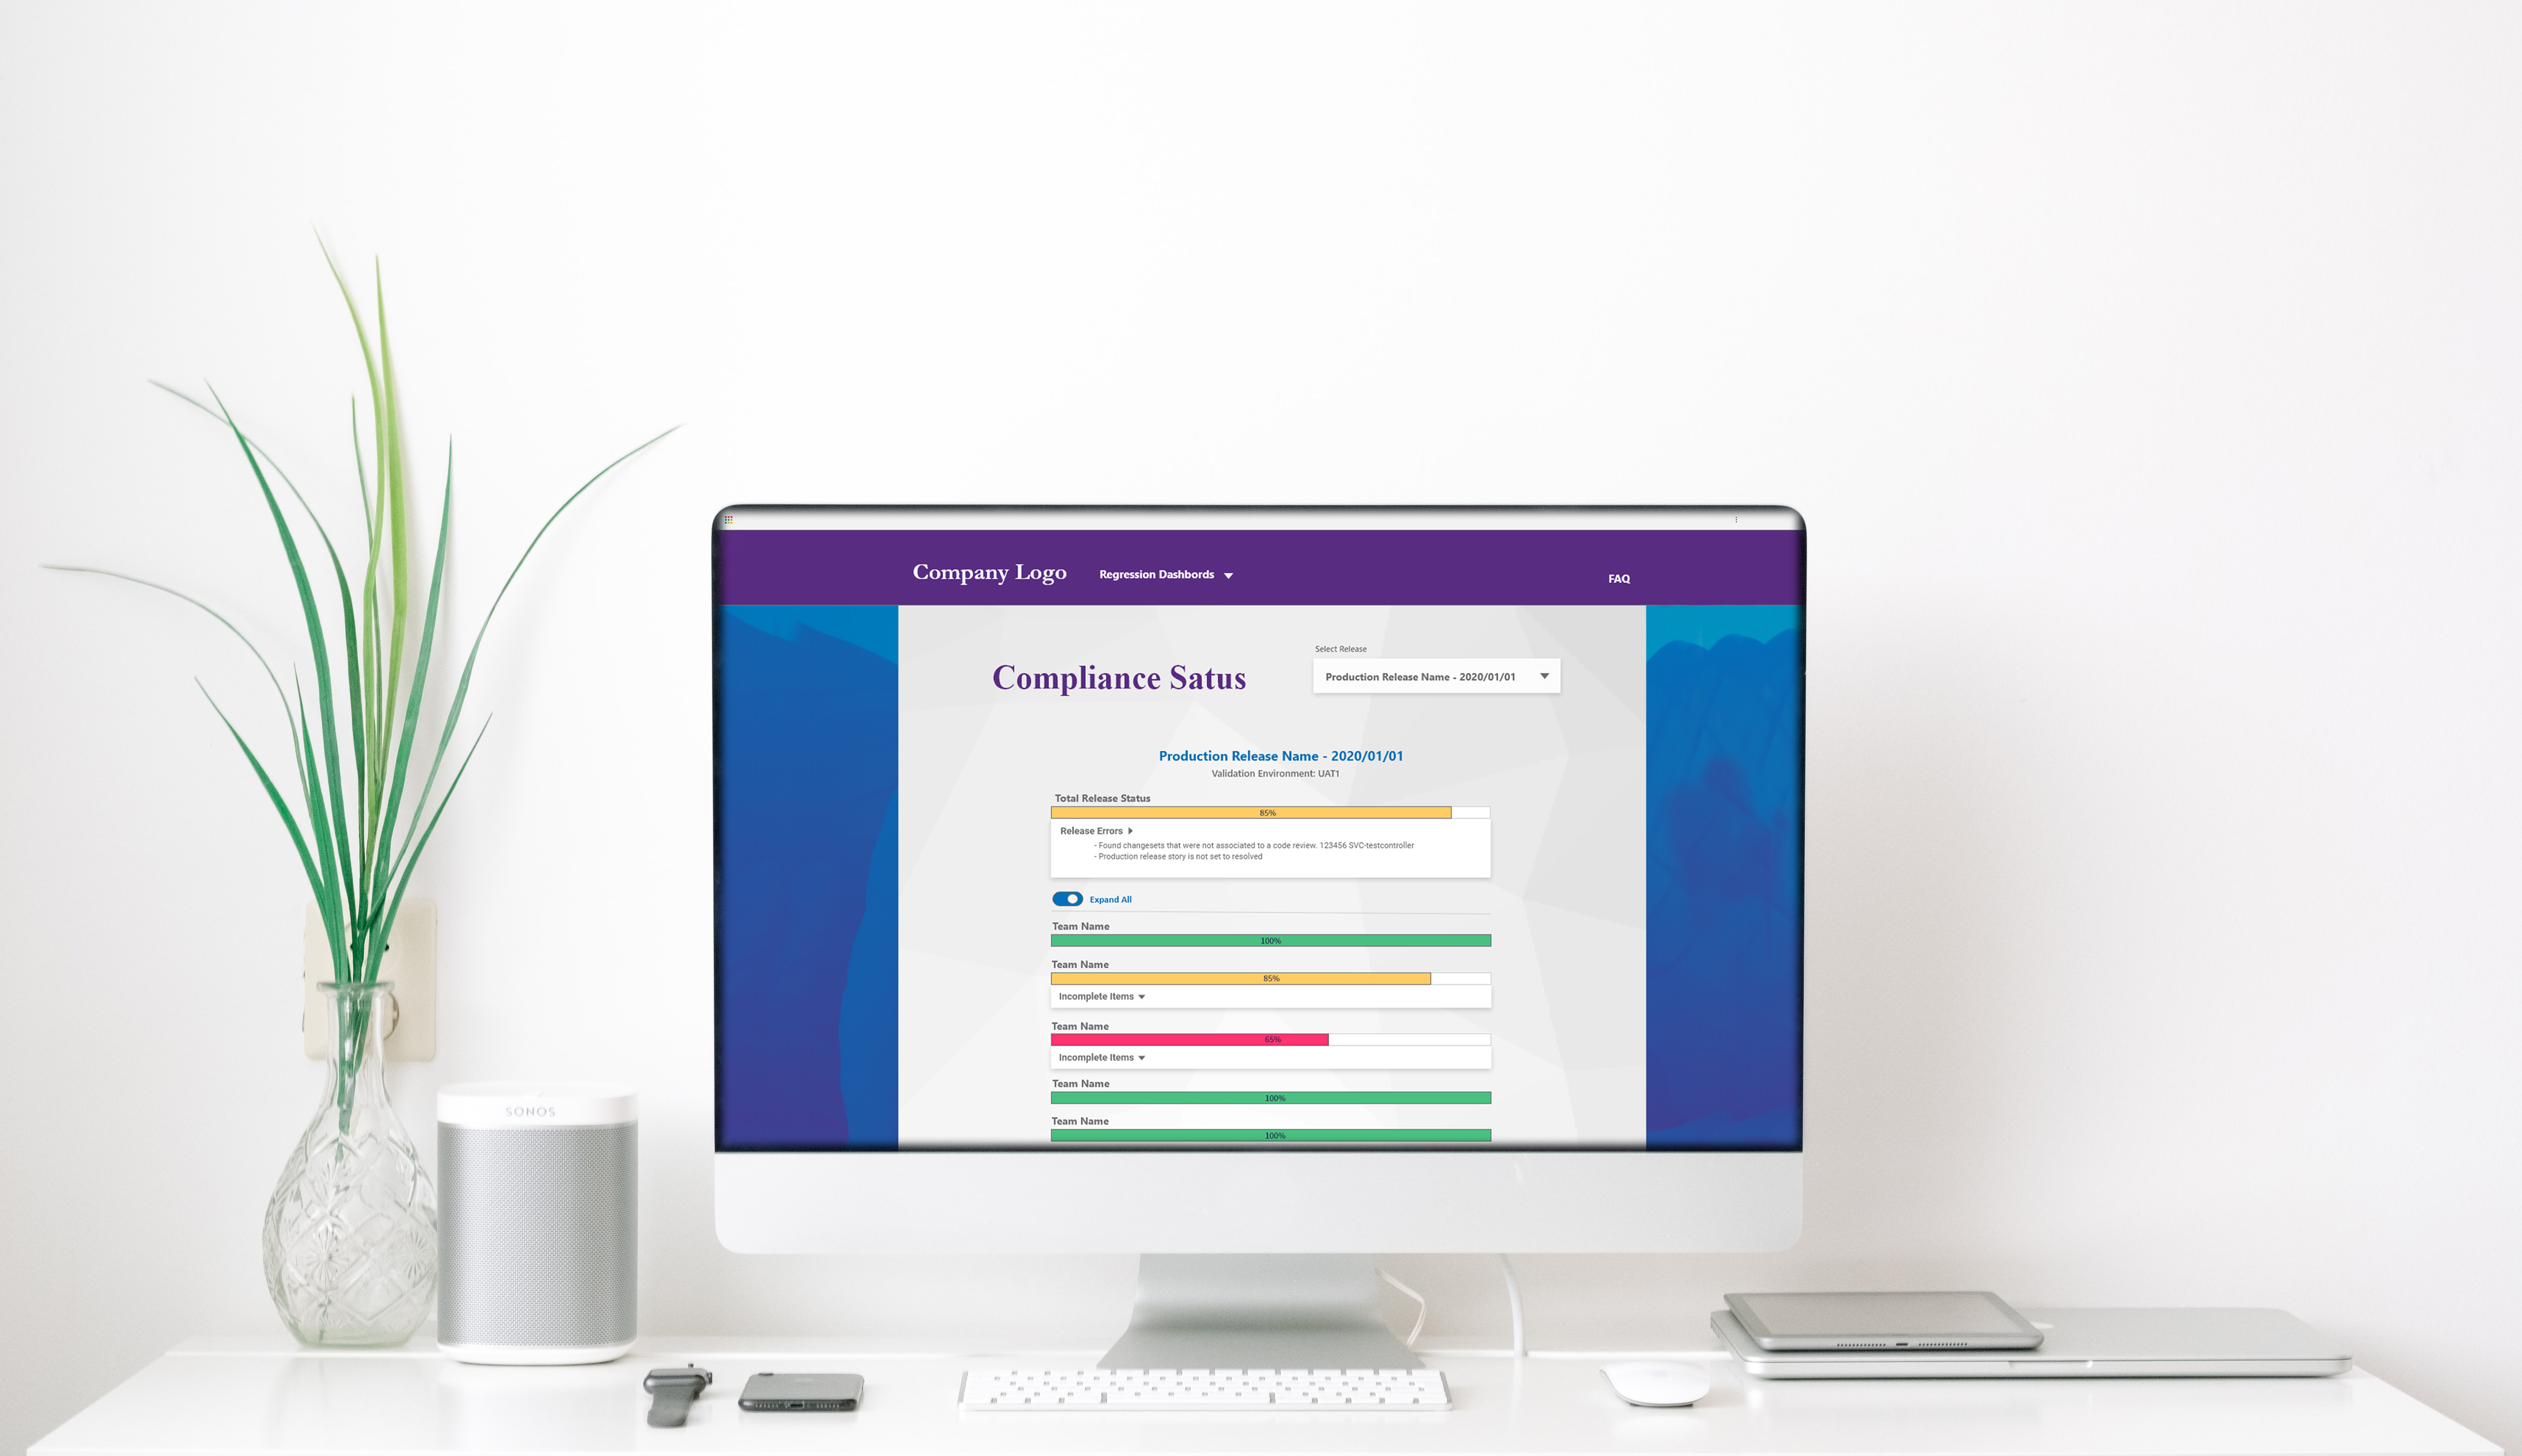 Company Logo
Regression Dashbords
FAQ
Select Release
Compliance Satus
Production Release Name - 2020/01/01
Production Release Name - 2020/01/01
Validation Environment: UAT1
Total Release Status
85%
Release Errors
- Found changesets that were not associated to a code review. 123456 SVC-testcontroller
- Production release story is not set to resolved
Expand All
Team Name
100%
Team Name
85%
Incomplete Items
Team Name
65%
Incomplete Items
Team Name
100%
Team Name
100%
SONOS